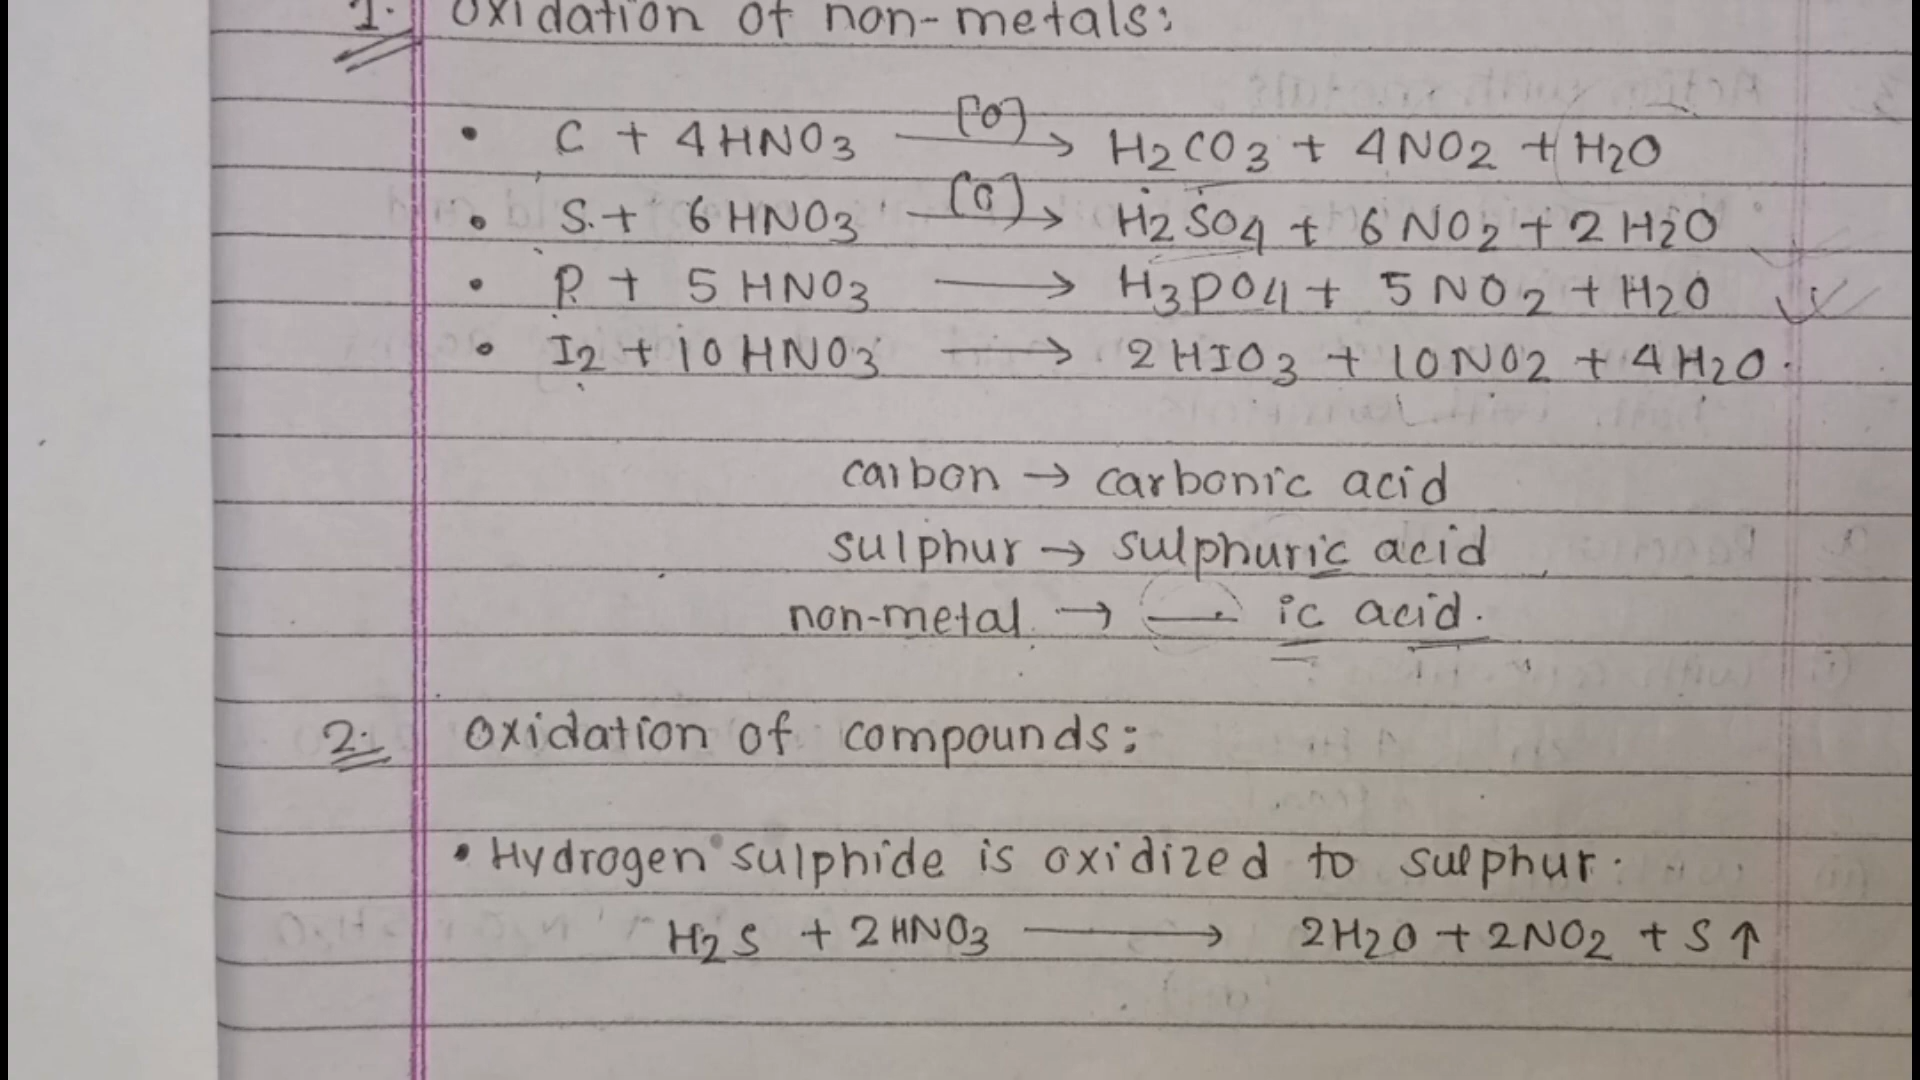 1. Oxidation of non-metals:
• C + 4HNO3 [O]→ H2CO3 + 4NO2 + H2O
• S + 6HNO3 [O]→ H2SO4 + 6NO2 + 2H2O
• P + 5HNO3 → H3PO4 + 5NO2 + H2O
• I2 + 10HNO3 → 2HIO3 + 10NO2 + 4H2O.
carbon → carbonic acid
sulphur → sulphuric acid
non-metal → — ic acid.
2. Oxidation of compounds:
• Hydrogen sulphide is oxidized to sulphur.
H2S + 2HNO3 → 2H2O + 2NO2 + S↑